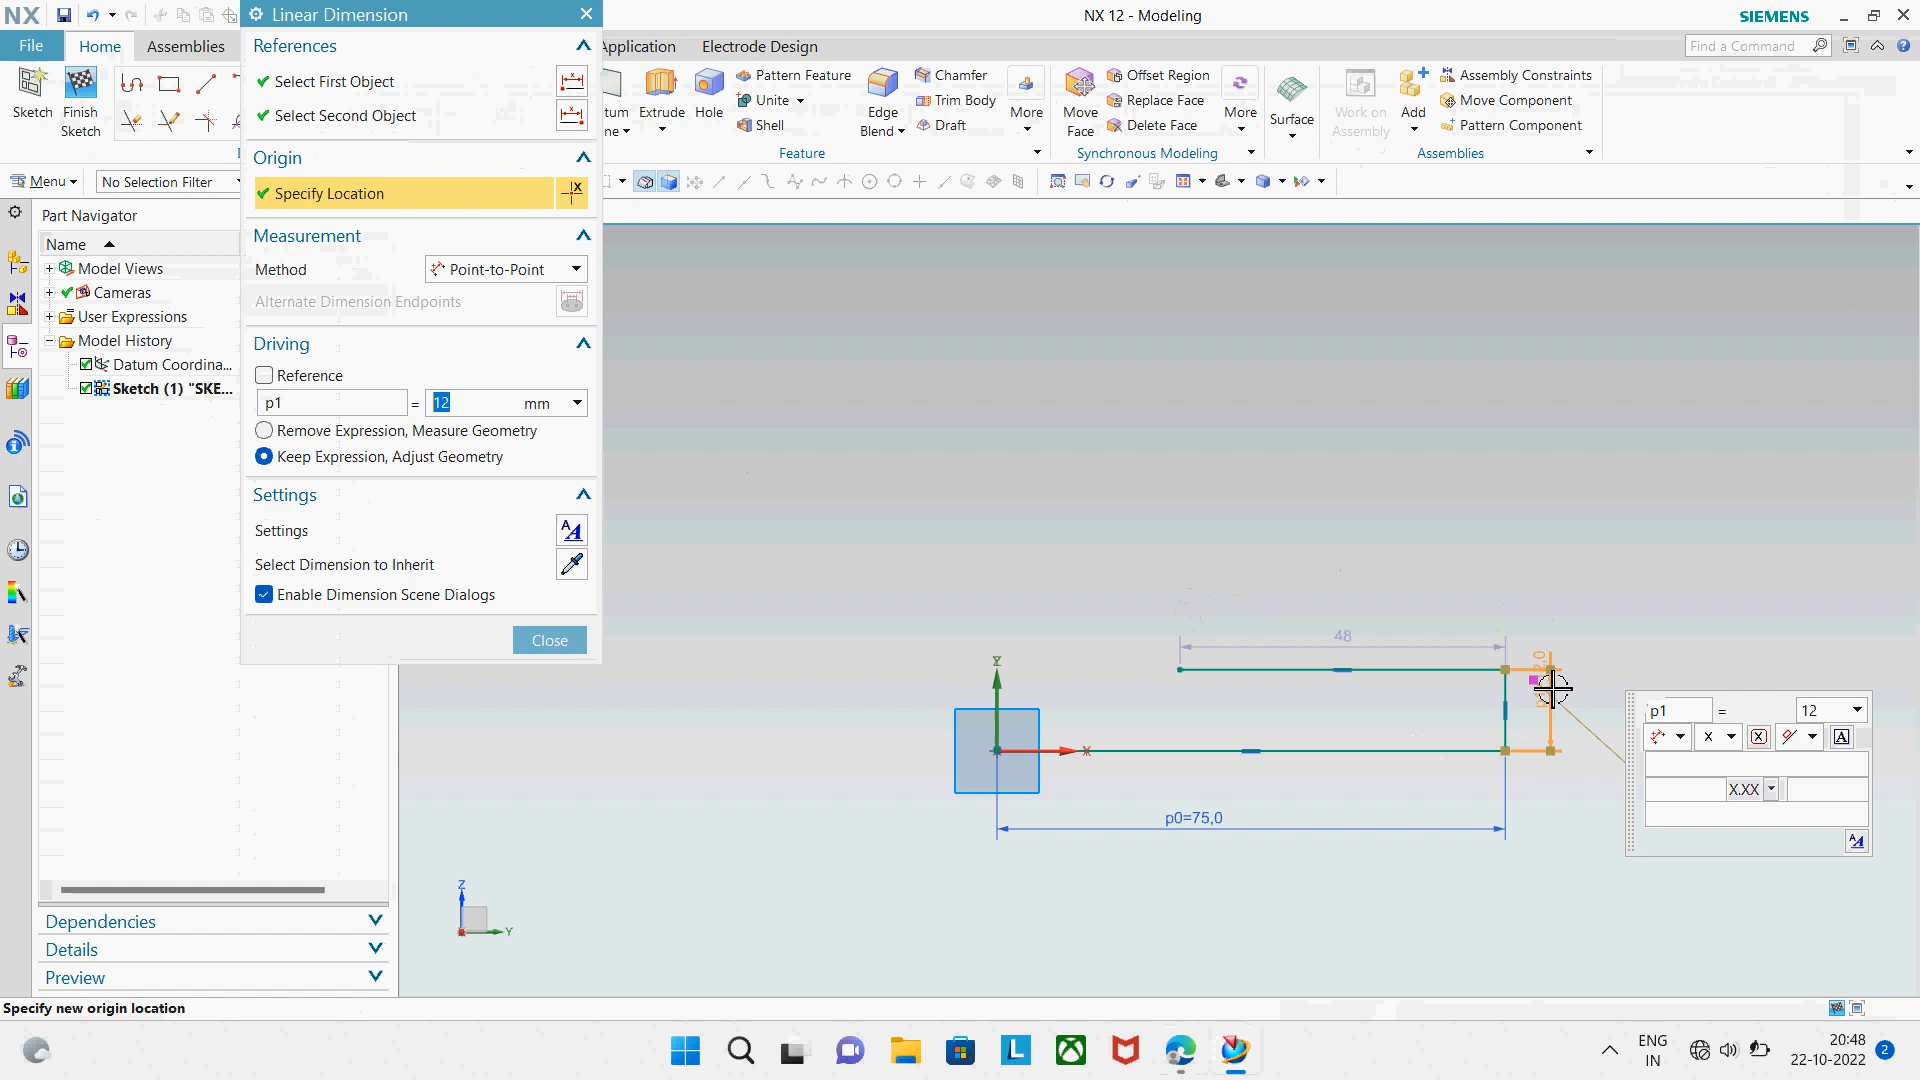 NX
Linear Dimension
NX 12 - Modeling
SIEMENS
File
Home
Assemblies
Application
Electrode Design
Find a Command
References
Select First Object
Select Second Object
Origin
Specify Location
Measurement
Method
Point-to-Point
Alternate Dimension Endpoints
Driving
Reference
p1 = 12 mm
Remove Expression, Measure Geometry
Keep Expression, Adjust Geometry
Settings
Settings
Select Dimension to Inherit
Enable Dimension Scene Dialogs
Close
Sketch
Finish
Sketch
Extrude
Hole
Pattern Feature
Unite
Shell
Edge
Blend
Chamfer
Trim Body
Draft
More
Feature
Move
Face
Offset Region
Replace Face
Delete Face
More
Synchronous Modeling
Surface
Work on
Assembly
Add
Assembly Constraints
Move Component
Pattern Component
Assemblies
Menu
No Selection Filter
Part Navigator
Name
Model Views
Cameras
User Expressions
Model History
Datum Coordina...
Sketch (1) "SKE...
Dependencies
Details
Preview
48
X
p0=75,0
Z
Y
p1 = 12
X.XX
Specify new origin location
ENG
IN
20:48
22-10-2022
2